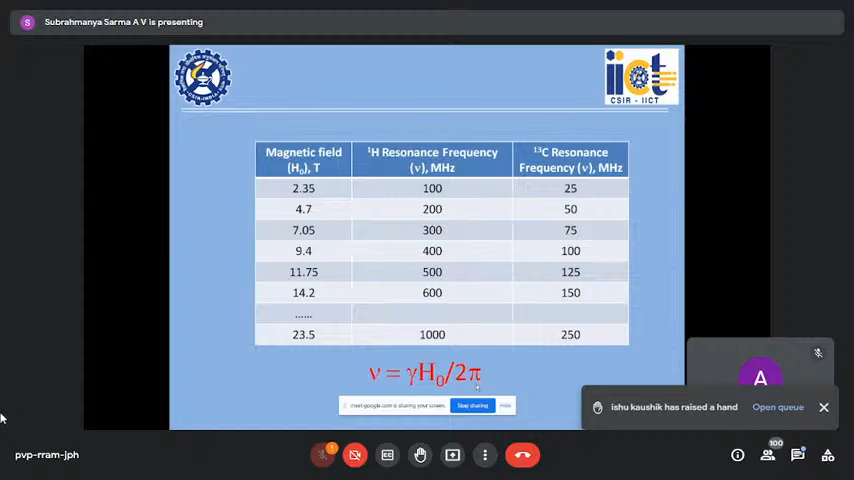 S Subrahmanya Sarma A V is presenting
iict
CSIR - IICT
Magnetic field (H₀), T ¹H Resonance Frequency (ν), MHz ¹³C Resonance Frequency (ν), MHz
2.35 100 25
4.7 200 50
7.05 300 75
9.4 400 100
11.75 500 125
14.2 600 150
......
23.5 1000 250
ν = γH₀/2π
meet.google.com is sharing your screen. Stop sharing Hide
A
ishu kaushik has raised a hand Open queue
pvp-rram-jph
100